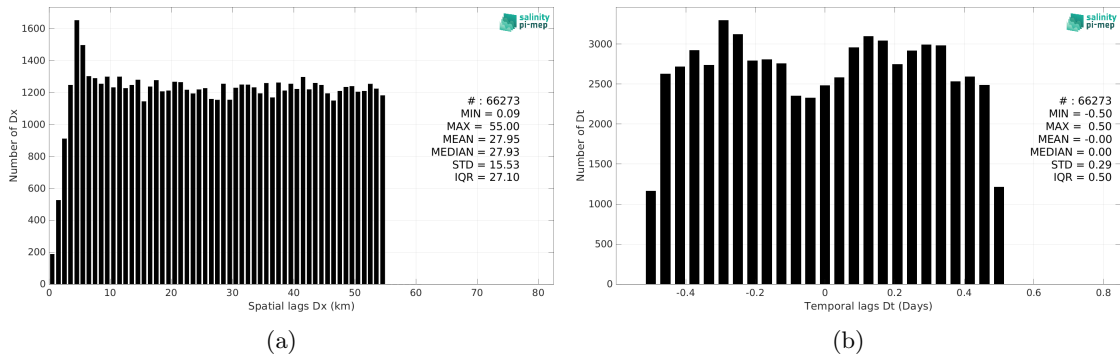 salinity
pi-mep
1600
1400
1200
1000
800
600
400
200
0
Number of Dx
# : 66273
MIN = 0.09
MAX = 55.00
MEAN = 27.95
MEDIAN = 27.93
STD = 15.53
IQR = 27.10
0 10 20 30 40 50 60 70 80
Spatial lags Dx (km)
(a)
salinity
pi-mep
3000
2500
2000
1500
1000
500
0
Number of Dt
# : 66273
MIN = -0.50
MAX = 0.50
MEAN = -0.00
MEDIAN = 0.00
STD = 0.29
IQR = 0.50
-0.4 -0.2 0 0.2 0.4 0.6 0.8
Temporal lags Dt (Days)
(b)